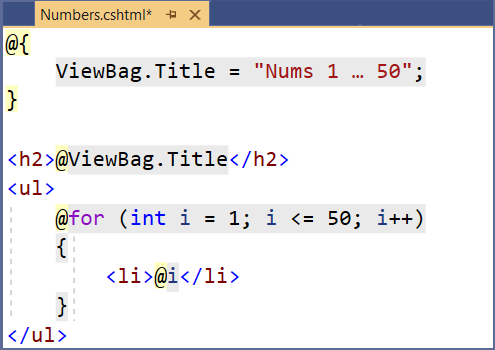 Numbers.cshtml*
@{
    ViewBag.Title = "Nums 1 … 50";
}
<h2>@ViewBag.Title</h2>
<ul>
    @for (int i = 1; i <= 50; i++)
    {
        <li>@i</li>
    }
</ul>